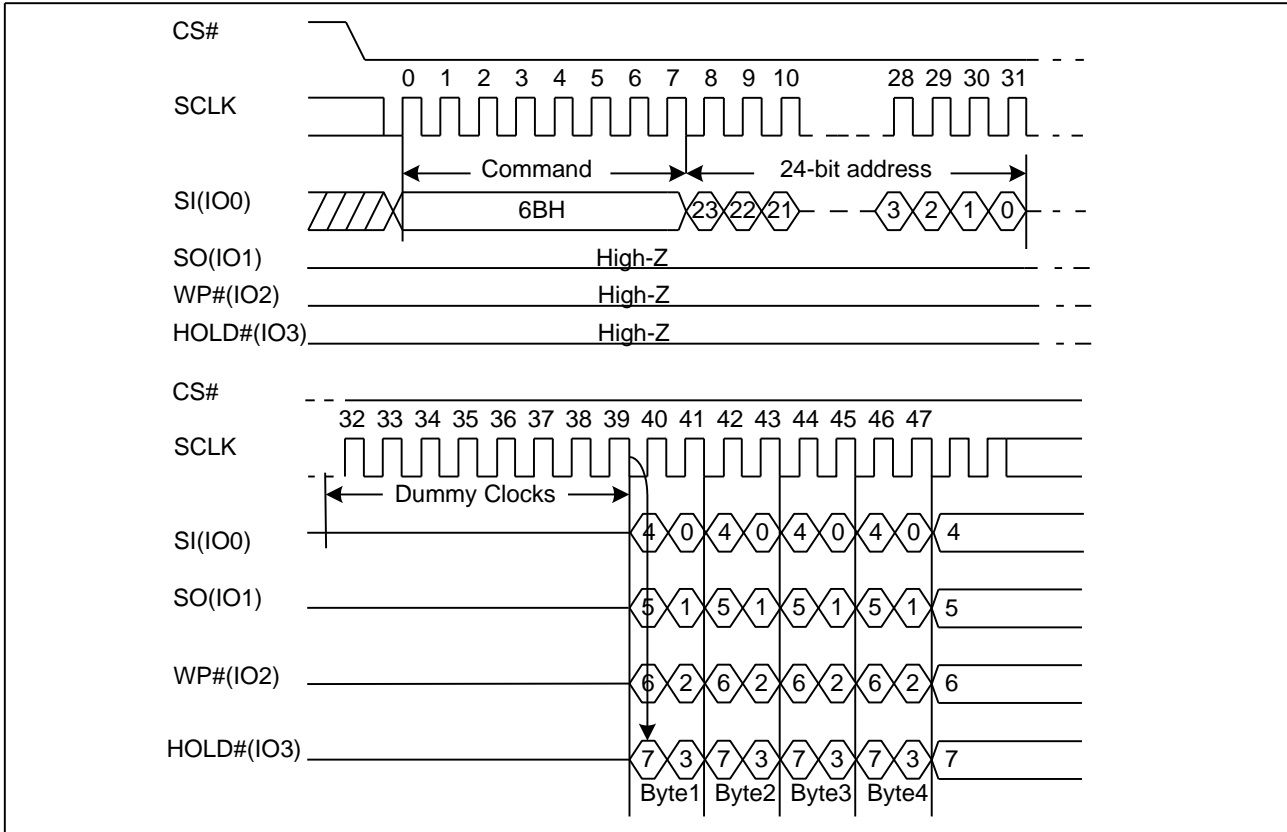 CS#
0 1 2 3 4 5 6 7 8 9 10 28 29 30 31
SCLK
Command 24-bit address
SI(IO0) 6BH 23 22 21 3 2 1 0
SO(IO1) High-Z
WP#(IO2) High-Z
HOLD#(IO3) High-Z
CS#
32 33 34 35 36 37 38 39 40 41 42 43 44 45 46 47
SCLK
Dummy Clocks
SI(IO0) 4 0 4 0 4 0 4 0 4
SO(IO1) 5 1 5 1 5 1 5 1 5
WP#(IO2) 6 2 6 2 6 2 6 2 6
HOLD#(IO3) 7 3 7 3 7 3 7 3 7
Byte1 Byte2 Byte3 Byte4